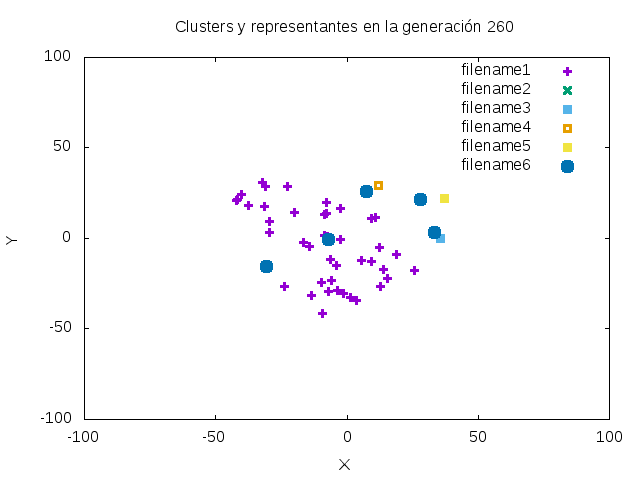 Clusters y representantes en la generación 260
100
50
0
-50
-100
-100
-50
0
50
100
X
Y
filename1
filename2
filename3
filename4
filename5
filename6